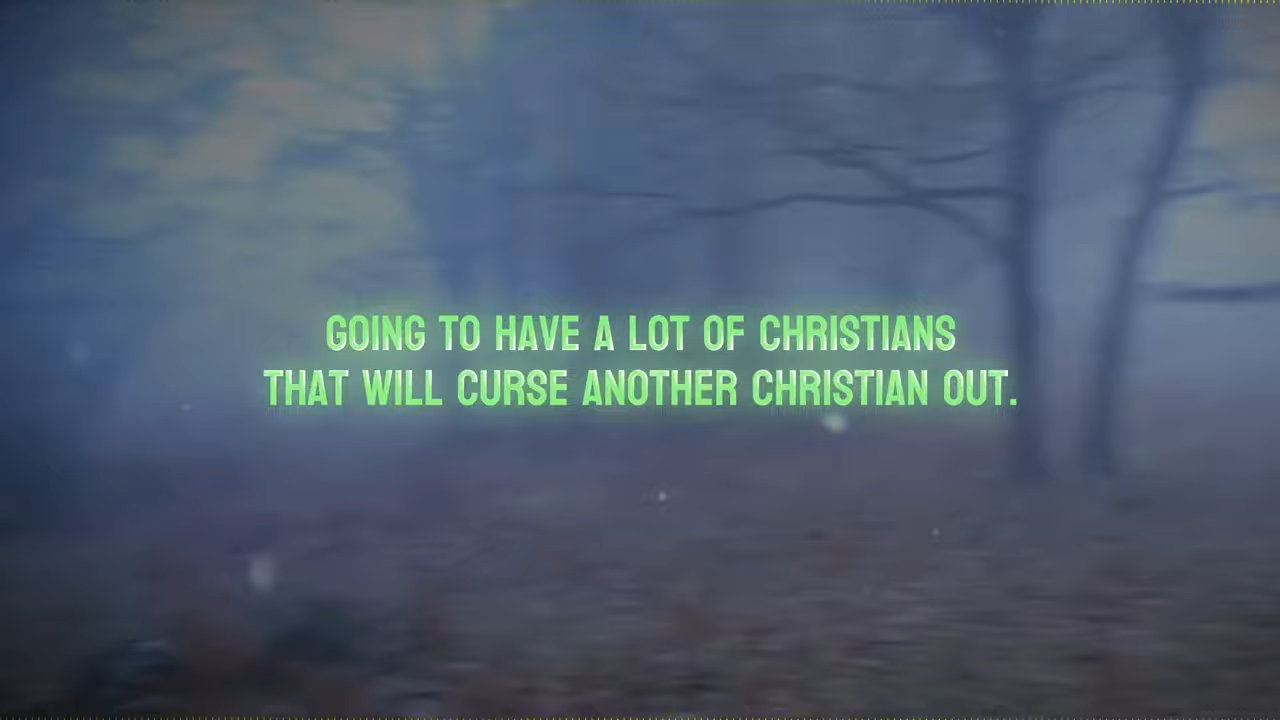 GOING TO HAVE A LOT OF CHRISTIANS
THAT WILL CURSE ANOTHER CHRISTIAN OUT.